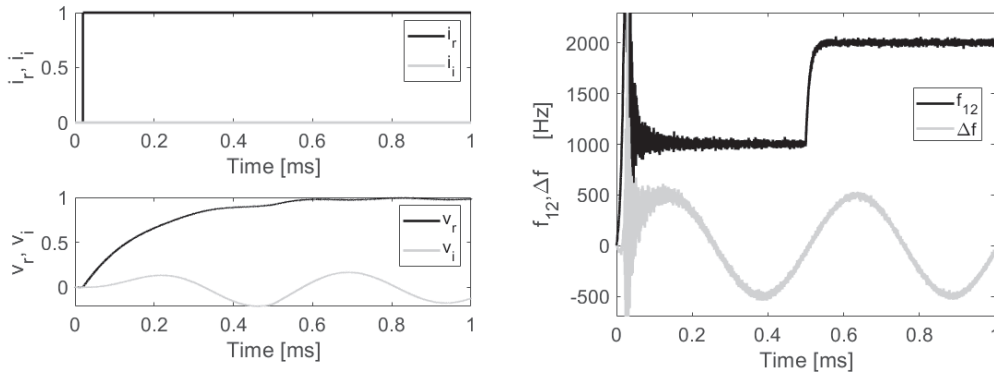 1
0.5
0
i_r, i_i
i_r
i_i
0 0.2 0.4 0.6 0.8 1
Time [ms]
1
0.5
0
v_r, v_i
v_r
v_i
0 0.2 0.4 0.6 0.8 1
Time [ms]
2000
1500
1000
500
0
-500
f_12,Δf [Hz]
f_12
Δf
0 0.2 0.4 0.6 0.8 1
Time [ms]